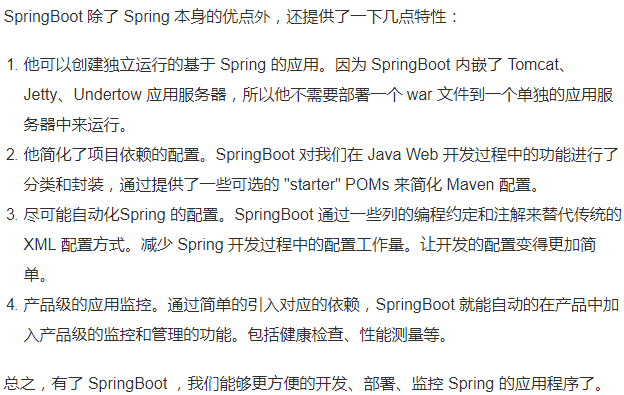 SpringBoot 除了 Spring 本身的优点外，还提供了一下几点特性：
1. 他可以创建独立运行的基于 Spring 的应用。因为 SpringBoot 内嵌了 Tomcat、
Jetty、Undertow 应用服务器，所以他不需要部署一个 war 文件到一个单独的应用服
务器中来运行。
2. 他简化了项目依赖的配置。SpringBoot 对我们在 Java Web 开发过程中的功能进行了
分类和封装，通过提供了一些可选的 "starter" POMs 来简化 Maven 配置。
3. 尽可能自动化Spring 的配置。SpringBoot 通过一些列的编程约定和注解来替代传统的
XML 配置方式。减少 Spring 开发过程中的配置工作量。让开发的配置变得更加简
单。
4. 产品级的应用监控。通过简单的引入对应的依赖，SpringBoot 就能自动的在产品中加
入产品级的监控和管理的功能。包括健康检查、性能测量等。
总之，有了 SpringBoot ，我们能够更方便的开发、部署、监控 Spring 的应用程序了。